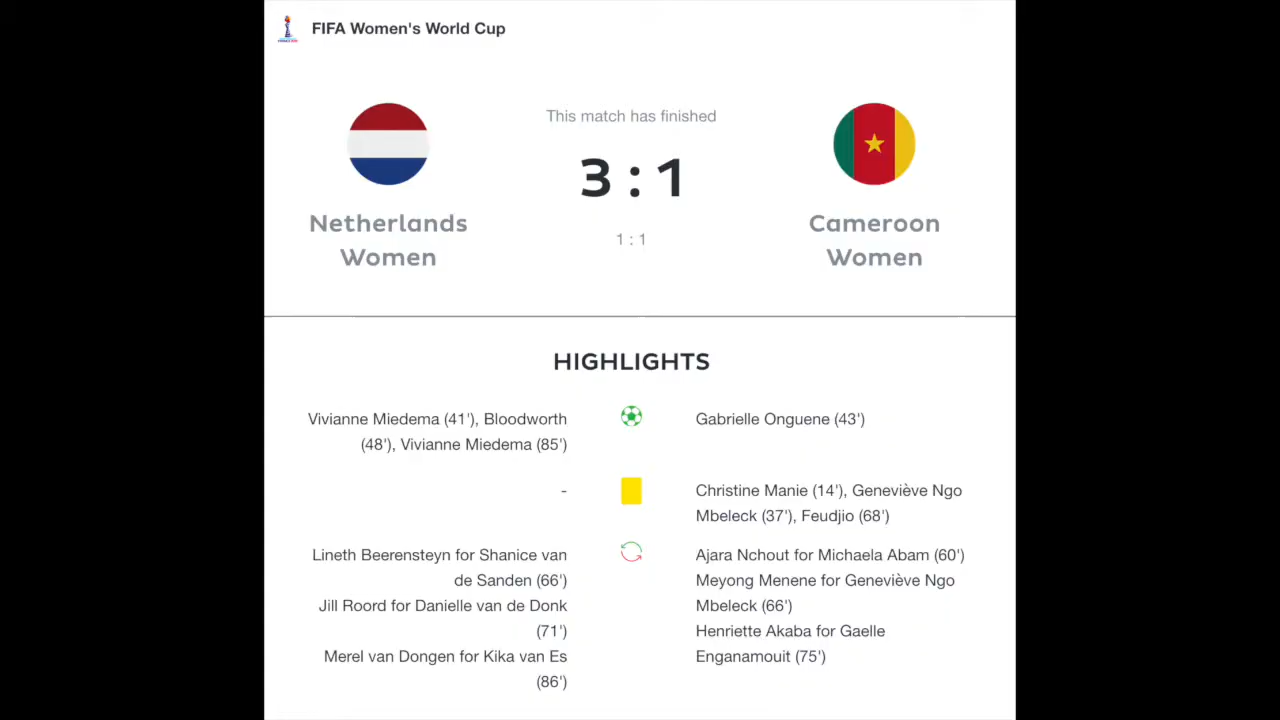 FIFA Women's World Cup
This match has finished
3 : 1
Netherlands
Women
1 : 1
Cameroon
Women
HIGHLIGHTS
Vivianne Miedema (41'), Bloodworth
(48'), Vivianne Miedema (85')
Gabrielle Onguene (43')
-
Christine Manie (14'), Geneviève Ngo
Mbeleck (37'), Feudjio (68')
Lineth Beerensteyn for Shanice van
de Sanden (66')
Jill Roord for Danielle van de Donk
(71')
Merel van Dongen for Kika van Es
(86')
Ajara Nchout for Michaela Abam (60')
Meyong Menene for Geneviève Ngo
Mbeleck (66')
Henriette Akaba for Gaelle
Enganamouit (75')